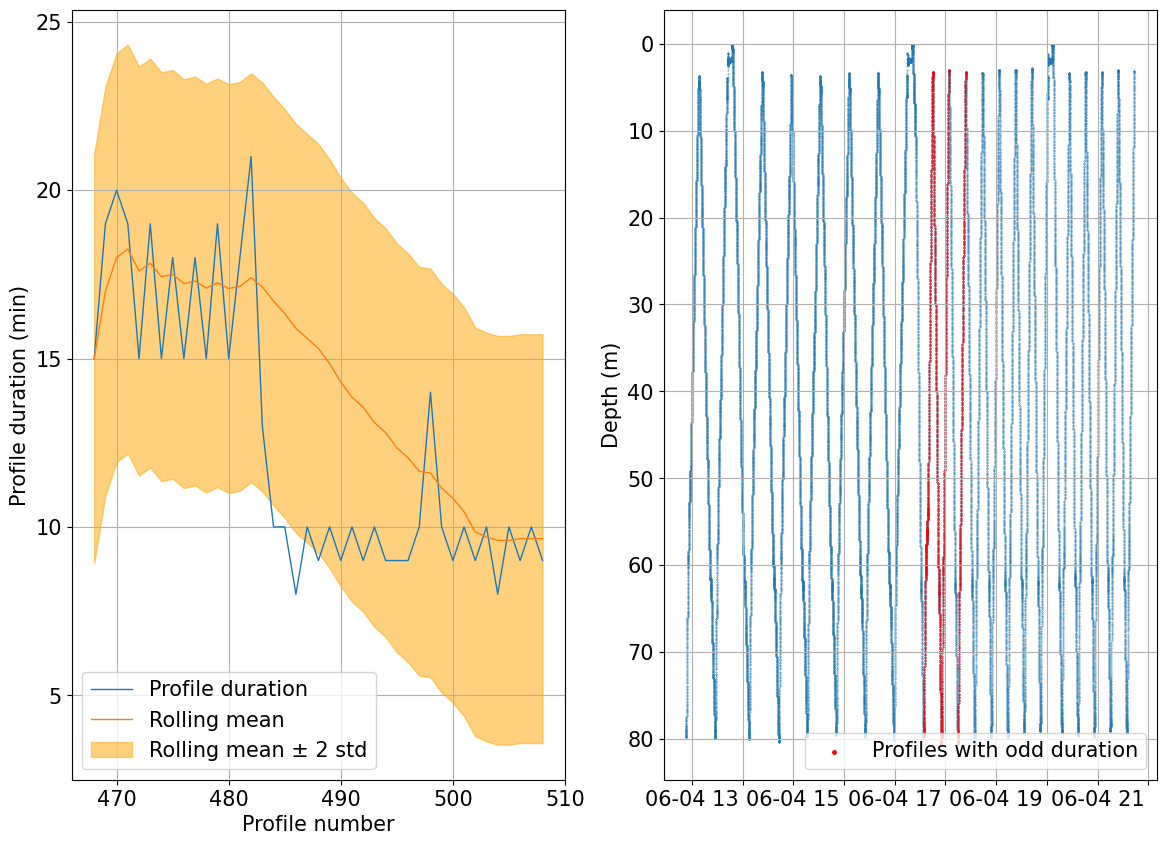 25
20
15
10
5
Profile duration (min)
Profile duration
Rolling mean
Rolling mean ± 2 std
470 480 490 500 510
Profile number
0
10
20
30
40
50
60
70
80
Depth (m)
Profiles with odd duration
06-04 13 06-04 15 06-04 17 06-04 19 06-04 21